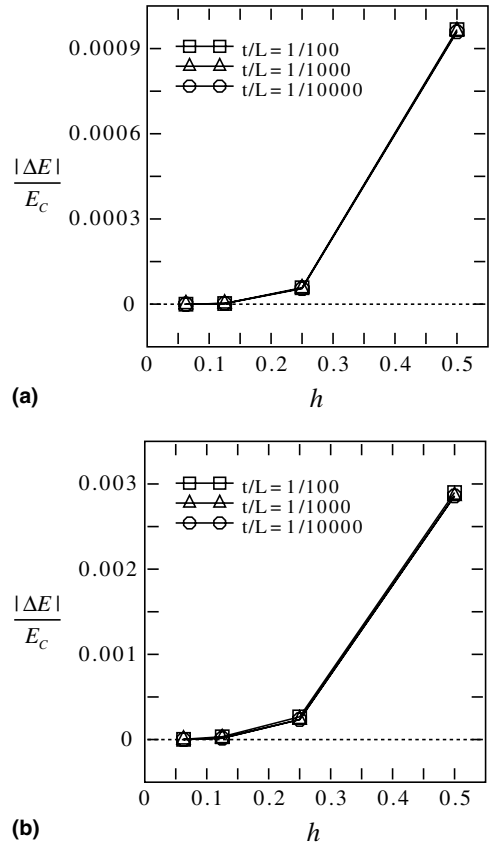 0.0009
0.0006
0.0003
0
|ΔE|
E_C
t/L = 1/100
t/L = 1/1000
t/L = 1/10000
0 0.1 0.2 0.3 0.4 0.5
h
(a)
0.003
0.002
0.001
0
|ΔE|
E_C
t/L = 1/100
t/L = 1/1000
t/L = 1/10000
0 0.1 0.2 0.3 0.4 0.5
h
(b)